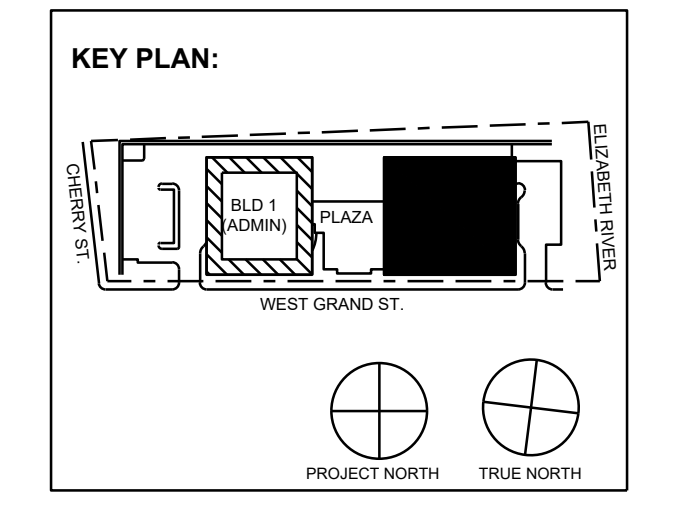 KEY PLAN:
CHERRY ST.
BLD 1
(ADMIN)
PLAZA
ELIZABETH RIVER
WEST GRAND ST.
PROJECT NORTH
TRUE NORTH